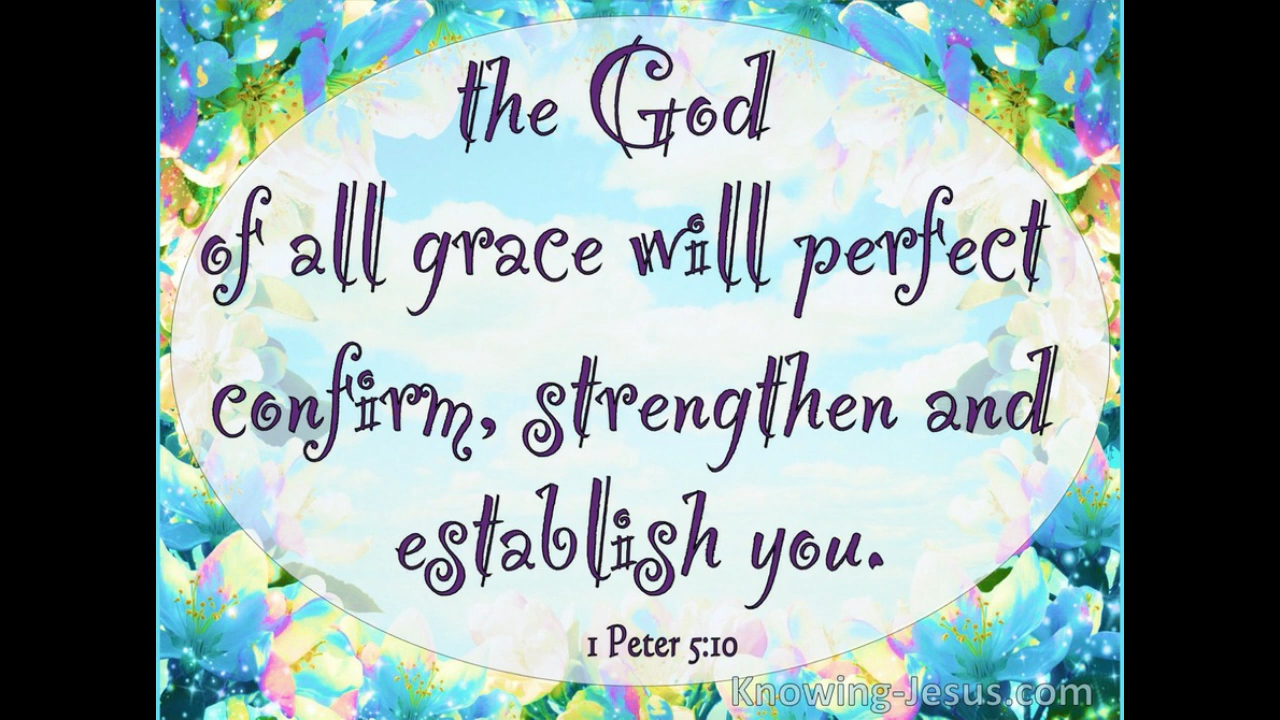 the God
of all grace will perfect
confirm, strengthen and
establish you.
1 Peter 5:10
Knowing-Jesus.com